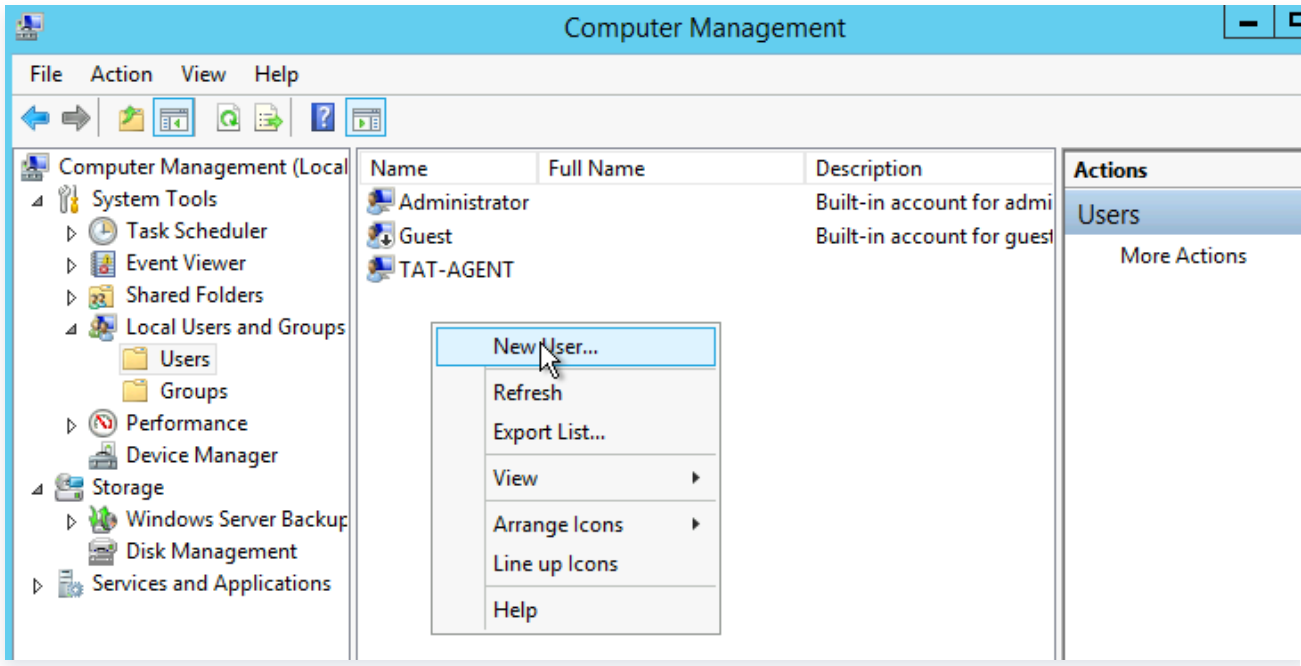 Computer Management
File Action View Help
Computer Management (Local
System Tools
Task Scheduler
Event Viewer
Shared Folders
Local Users and Groups
Users
Groups
Performance
Device Manager
Storage
Windows Server Backup
Disk Management
Services and Applications
Name Full Name Description
Administrator Built-in account for admi
Guest Built-in account for guest
TAT-AGENT
New User...
Refresh
Export List...
View
Arrange Icons
Line up Icons
Help
Actions
Users
More Actions